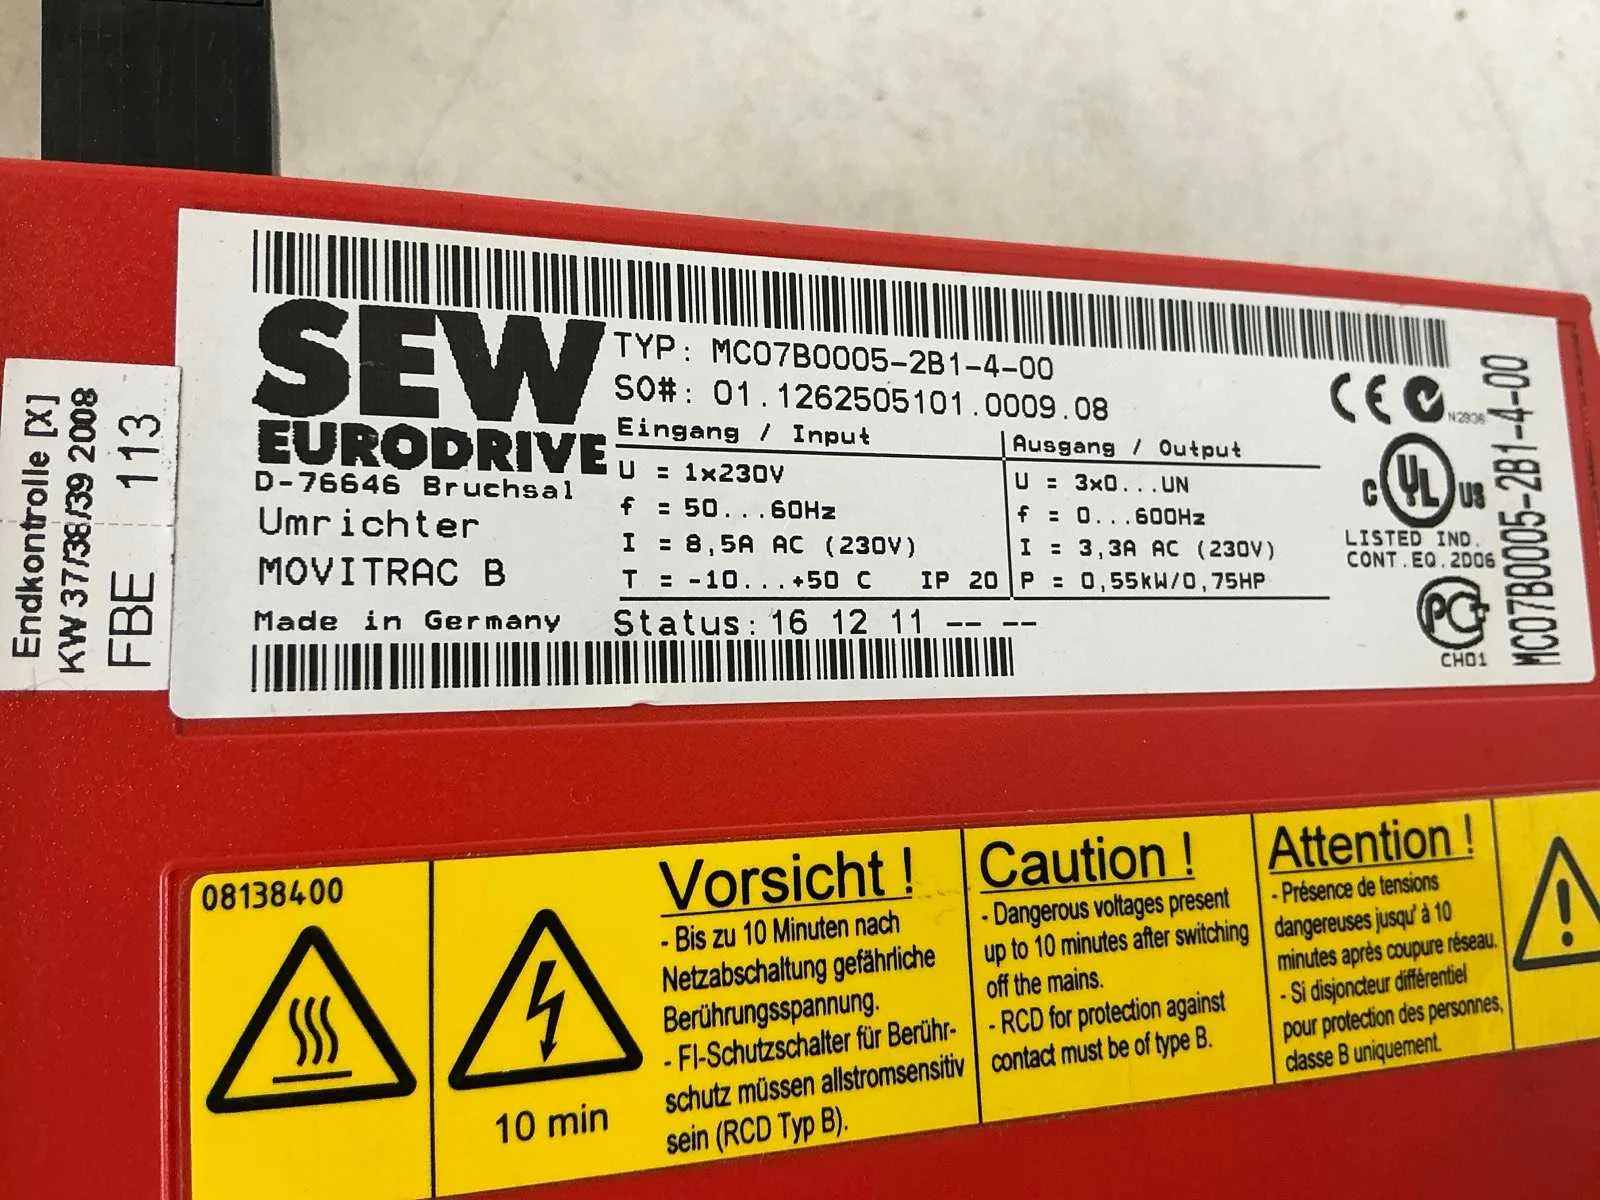 SEW
EURODRIVE
D-76646 Bruchsal
Umrichter
MOVITRAC B
Made in Germany
TYP: MC07B0005-2B1-4-00
SO#: 01.1262505101.0009.08
Eingang / Input
U = 1x230V
f = 50...60Hz
I = 8,5A AC (230V)
T = -10...+50 C IP 20
Ausgang / Output
U = 3x0...UN
f = 0...600Hz
I = 3,3A AC (230V)
P = 0,55KW/0,75HP
Status: 16 12 11 -- --
CE
N2936
C UL US
LISTED IND.
CONT.EQ.2D06
PCT
CH01
MC07B0005-2B1-4-00
Endkontrolle [X]
KW 37/38/39 2008
FBE 113
08138400
10 min
Vorsicht !
- Bis zu 10 Minuten nach
Netzabschaltung gefährliche
Berührungsspannung.
- FI-Schutzschalter für Berühr-
schutz müssen allstromsensitiv
sein (RCD Typ B).
Caution !
- Dangerous voltages present
up to 10 minutes after switching
off the mains.
- RCD for protection against
contact must be of type B.
Attention !
- Présence de tensions
dangereuses jusqu' à 10
minutes après coupure réseau.
- Si disjoncteur différentiel
pour protection des personnes,
classe B uniquement.